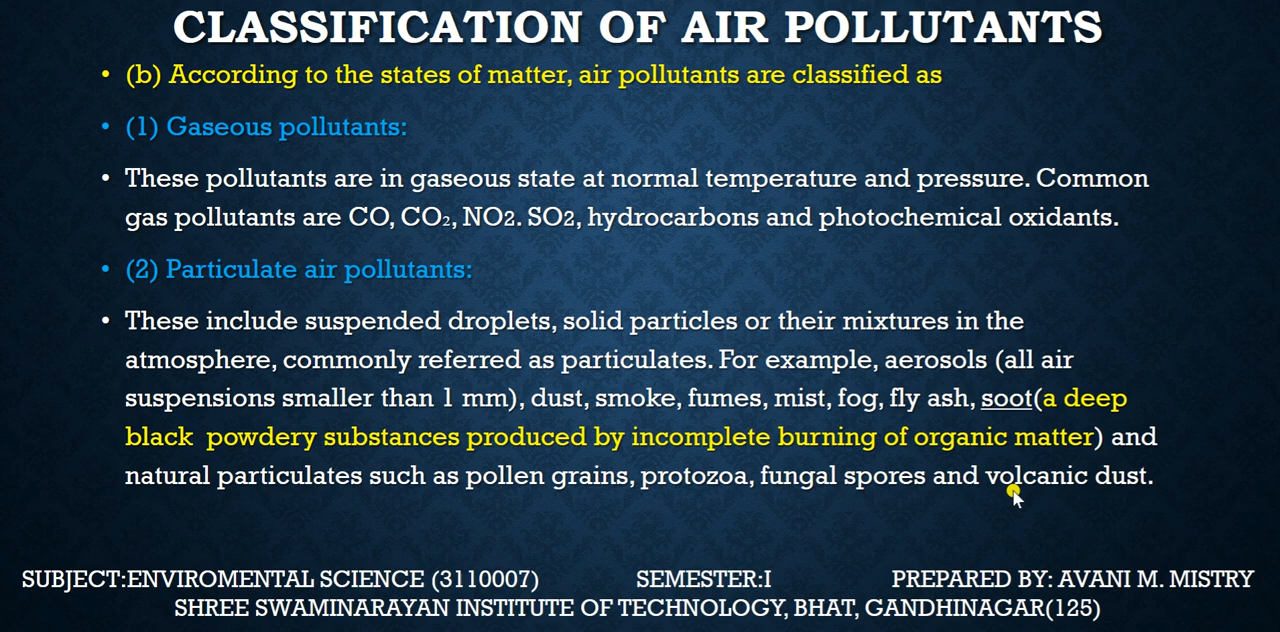 CLASSIFICATION OF AIR POLLUTANTS
• (b) According to the states of matter, air pollutants are classified as
• (1) Gaseous pollutants:
• These pollutants are in gaseous state at normal temperature and pressure. Common
gas pollutants are CO, CO₂, NO2. SO2, hydrocarbons and photochemical oxidants.
• (2) Particulate air pollutants:
• These include suspended droplets, solid particles or their mixtures in the
atmosphere, commonly referred as particulates. For example, aerosols (all air
suspensions smaller than 1 mm), dust, smoke, fumes, mist, fog, fly ash, soot(a deep
black powdery substances produced by incomplete burning of organic matter) and
natural particulates such as pollen grains, protozoa, fungal spores and volcanic dust.
SUBJECT:ENVIROMENTAL SCIENCE (3110007) SEMESTER:I PREPARED BY: AVANI M. MISTRY
SHREE SWAMINARAYAN INSTITUTE OF TECHNOLOGY, BHAT, GANDHINAGAR(125)